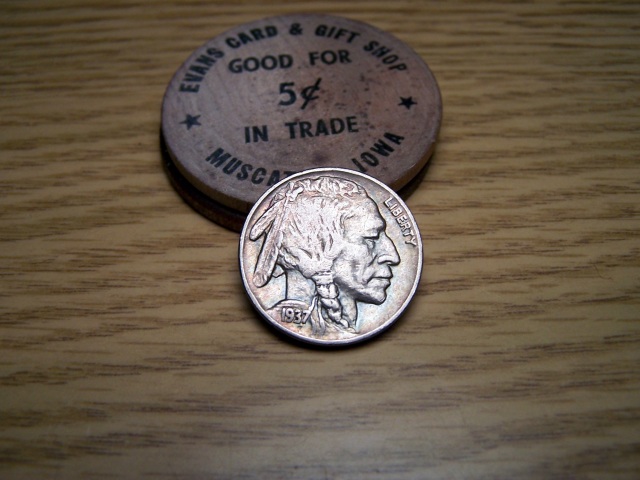 EVANS CARD & GIFT SHOP
GOOD FOR
5¢
IN TRADE
IOWA
LIBERTY
1937